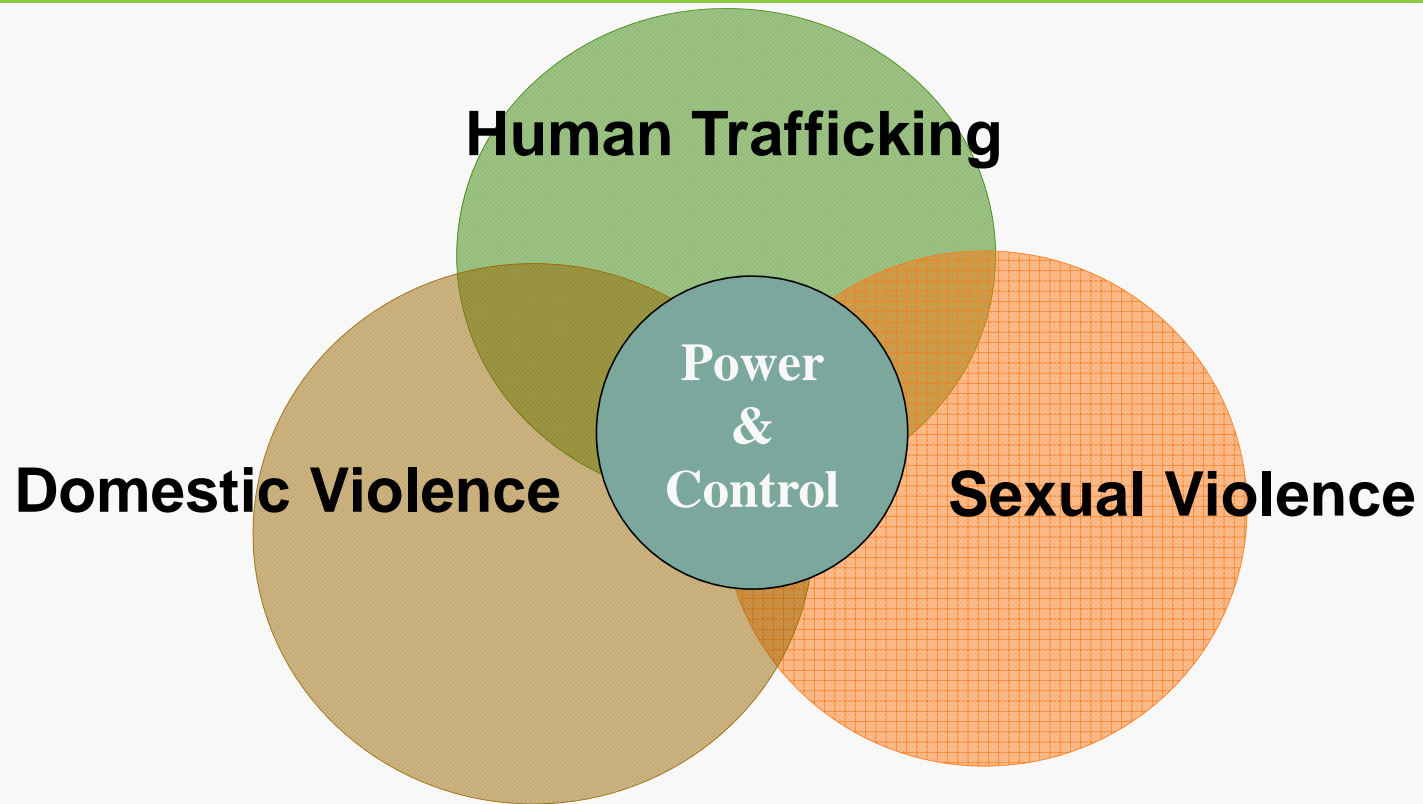 Human Trafficking
Power
&
Control
Domestic Violence
Sexual Violence